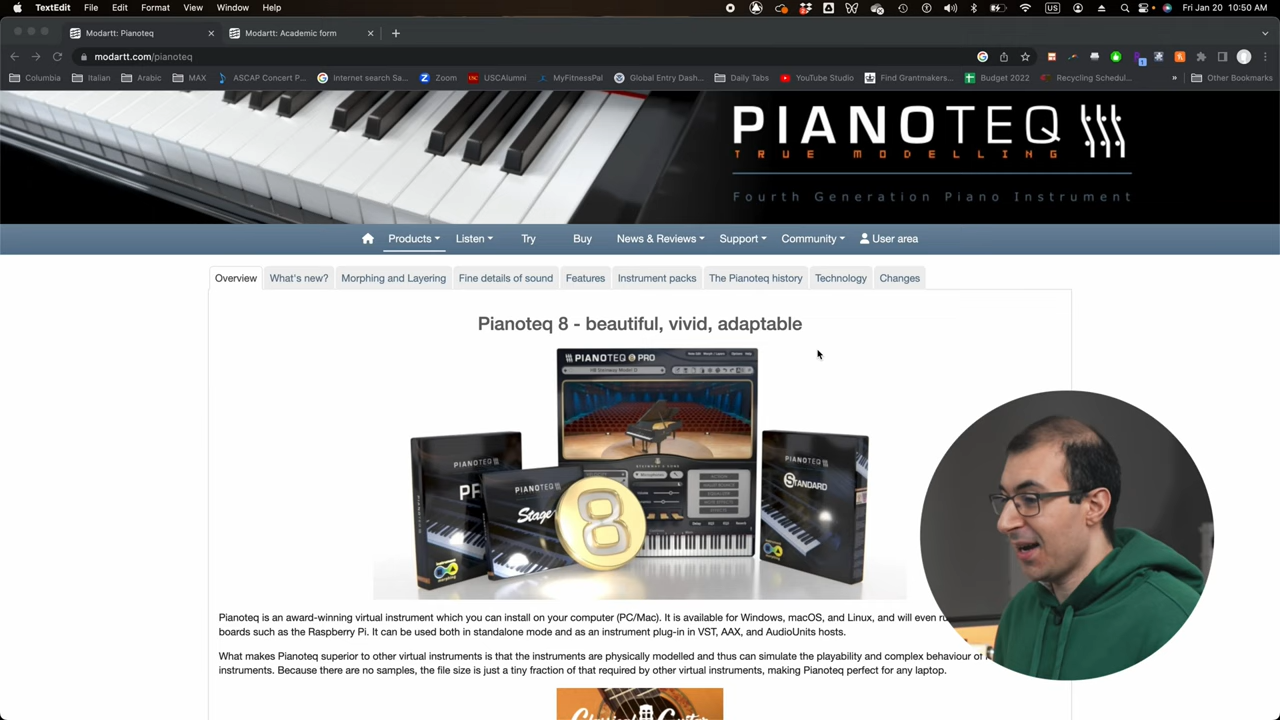 TextEdit File Edit Format View Window Help
US Fri Jan 20 10:50 AM
Modartt: Pianoteq
Modartt: Academic form
modartt.com/pianoteq
Columbia Italian Arabic MAX ASCAP Concert P... Internet search Sa... Zoom USCAlumni MyFitnessPal Global Entry Dash... Daily Tabs YouTube Studio Find Grantmakers... Budget 2022 Recycling Schedul... » Other Bookmarks
PIANOTEQ
TRUE MODELLING
Fourth Generation Piano Instrument
Products Listen Try Buy News & Reviews Support Community User area
Overview What's new? Morphing and Layering Fine details of sound Features Instrument packs The Pianoteq history Technology Changes
Pianoteq 8 - beautiful, vivid, adaptable
PIANOTEQ PRO
PIANOTEQ
PIANOTEQ
Stage
8
PIANOTEQ
STANDARD
Pianoteq is an award-winning virtual instrument which you can install on your computer (PC/Mac). It is available for Windows, macOS, and Linux, and will even
boards such as the Raspberry Pi. It can be used both in standalone mode and as an instrument plug-in in VST, AAX, and AudioUnits hosts.
What makes Pianoteq superior to other virtual instruments is that the instruments are physically modelled and thus can simulate the playability and complex behaviour of
instruments. Because there are no samples, the file size is just a tiny fraction of that required by other virtual instruments, making Pianoteq perfect for any laptop.
Classical Guitar